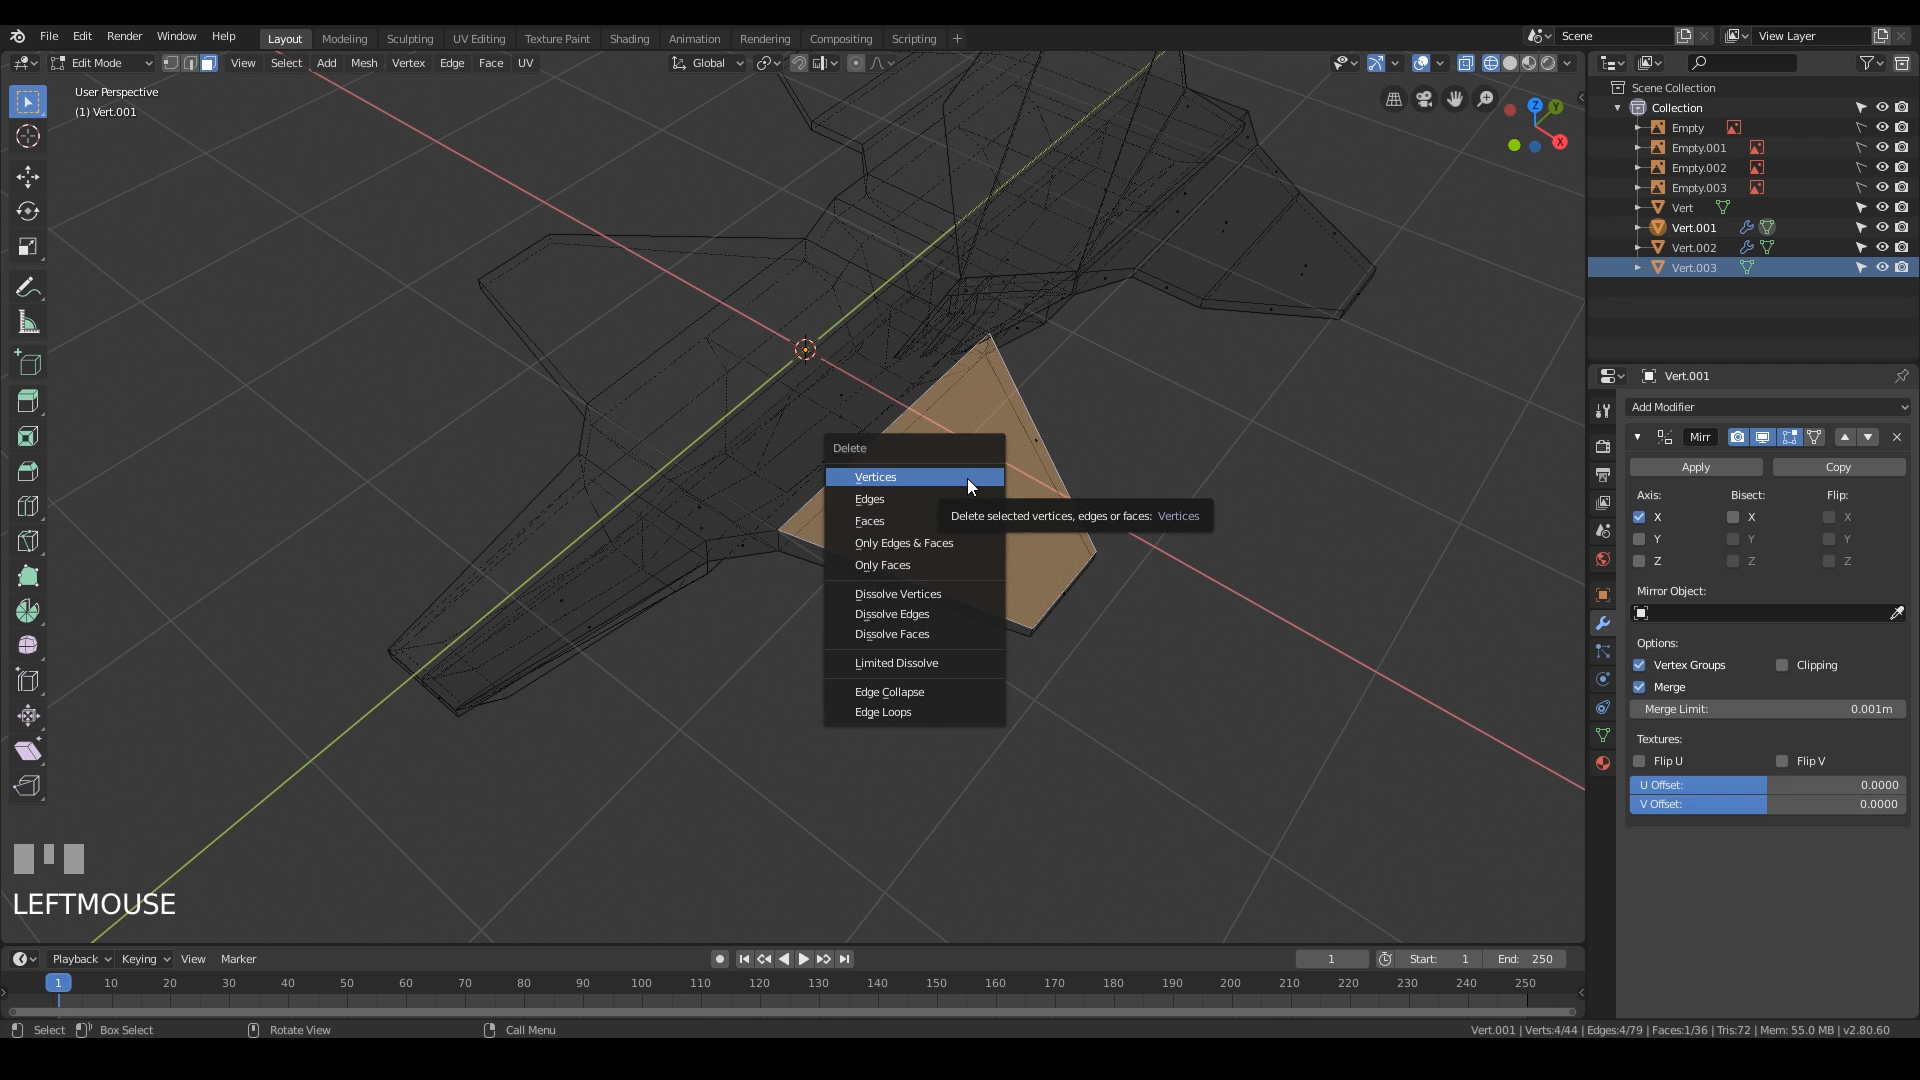 File Edit Render Window Help Layout Modeling Sculpting UV Editing Texture Paint Shading Animation Rendering Compositing Scripting + Scene View Layer
Edit Mode View Select Add Mesh Vertex Edge Face UV Global
User Perspective
(1) Vert.001
Z Y X
Scene Collection
Collection
Empty
Empty.001
Empty.002
Empty.003
Vert
Vert.001
Vert.002
Vert.003
Vert.001
Add Modifier
Mirr
Apply Copy
Axis: Bisect: Flip:
X X X
Y Y Y
Z Z Z
Mirror Object:
Options:
Vertex Groups Clipping
Merge
Merge Limit: 0.001m
Textures:
Flip U Flip V
U Offset: 0.0000
V Offset: 0.0000
Delete
Vertices
Edges
Faces
Only Edges & Faces
Only Faces
Dissolve Vertices
Dissolve Edges
Dissolve Faces
Limited Dissolve
Edge Collapse
Edge Loops
Delete selected vertices, edges or faces: Vertices
LEFTMOUSE
Playback Keying View Marker 1 Start: 1 End: 250
1 10 20 30 40 50 60 70 80 90 100 110 120 130 140 150 160 170 180 190 200 210 220 230 240 250
Select Box Select Rotate View Call Menu Vert.001 | Verts:4/44 | Edges:4/79 | Faces:1/36 | Tris:72 | Mem: 55.0 MB | v2.80.60